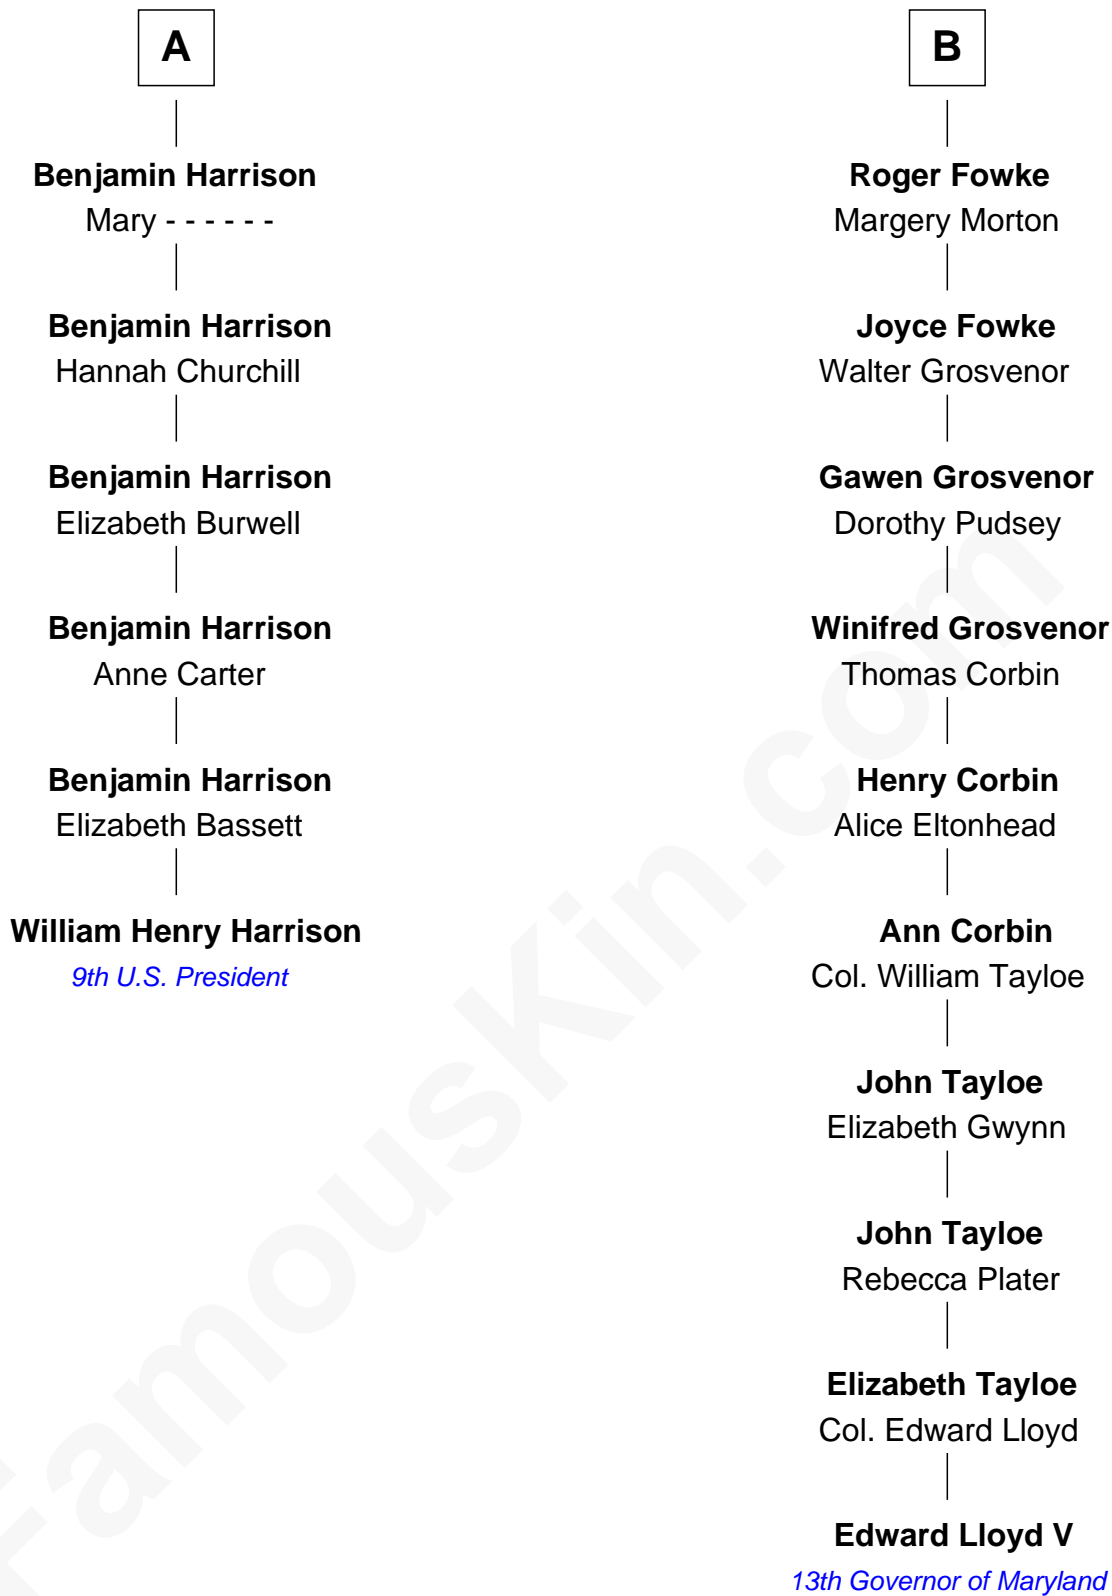 A
Benjamin Harrison
Mary - - - - - -
Benjamin Harrison
Hannah Churchill
Benjamin Harrison
Elizabeth Burwell
Benjamin Harrison
Anne Carter
Benjamin Harrison
Elizabeth Bassett
William Henry Harrison
9th U.S. President
B
Roger Fowke
Margery Morton
Joyce Fowke
Walter Grosvenor
Gawen Grosvenor
Dorothy Pudsey
Winifred Grosvenor
Thomas Corbin
Henry Corbin
Alice Eltonhead
Ann Corbin
Col. William Tayloe
John Tayloe
Elizabeth Gwynn
John Tayloe
Rebecca Plater
Elizabeth Tayloe
Col. Edward Lloyd
Edward Lloyd V
13th Governor of Maryland
FamousKin.com